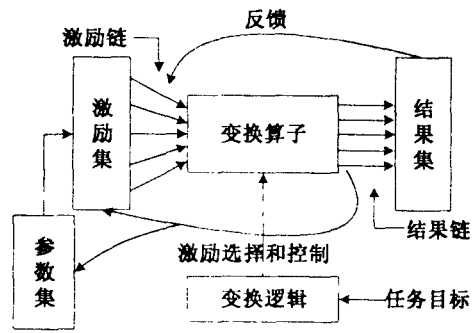 反馈
激励链
激励集
变换算子
结果集
参数集
激励选择和控制
结果链
变换逻辑
任务目标